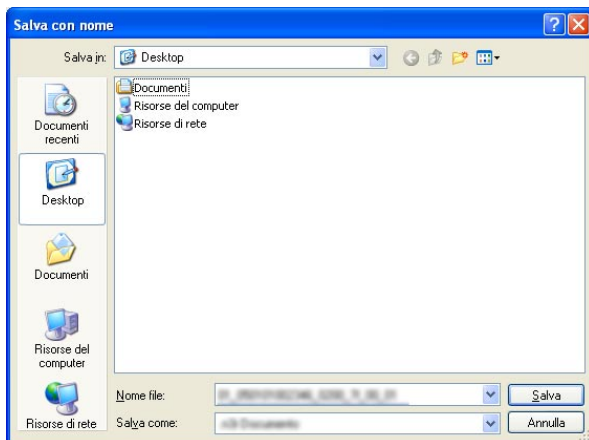 Salva con nome
Salva in:
Desktop
Documenti
Risorse del computer
Risorse di rete
Documenti
recenti
Desktop
Documenti
Risorse del
computer
Risorse di rete
Nome file:
Salva
Salva come:
Annulla